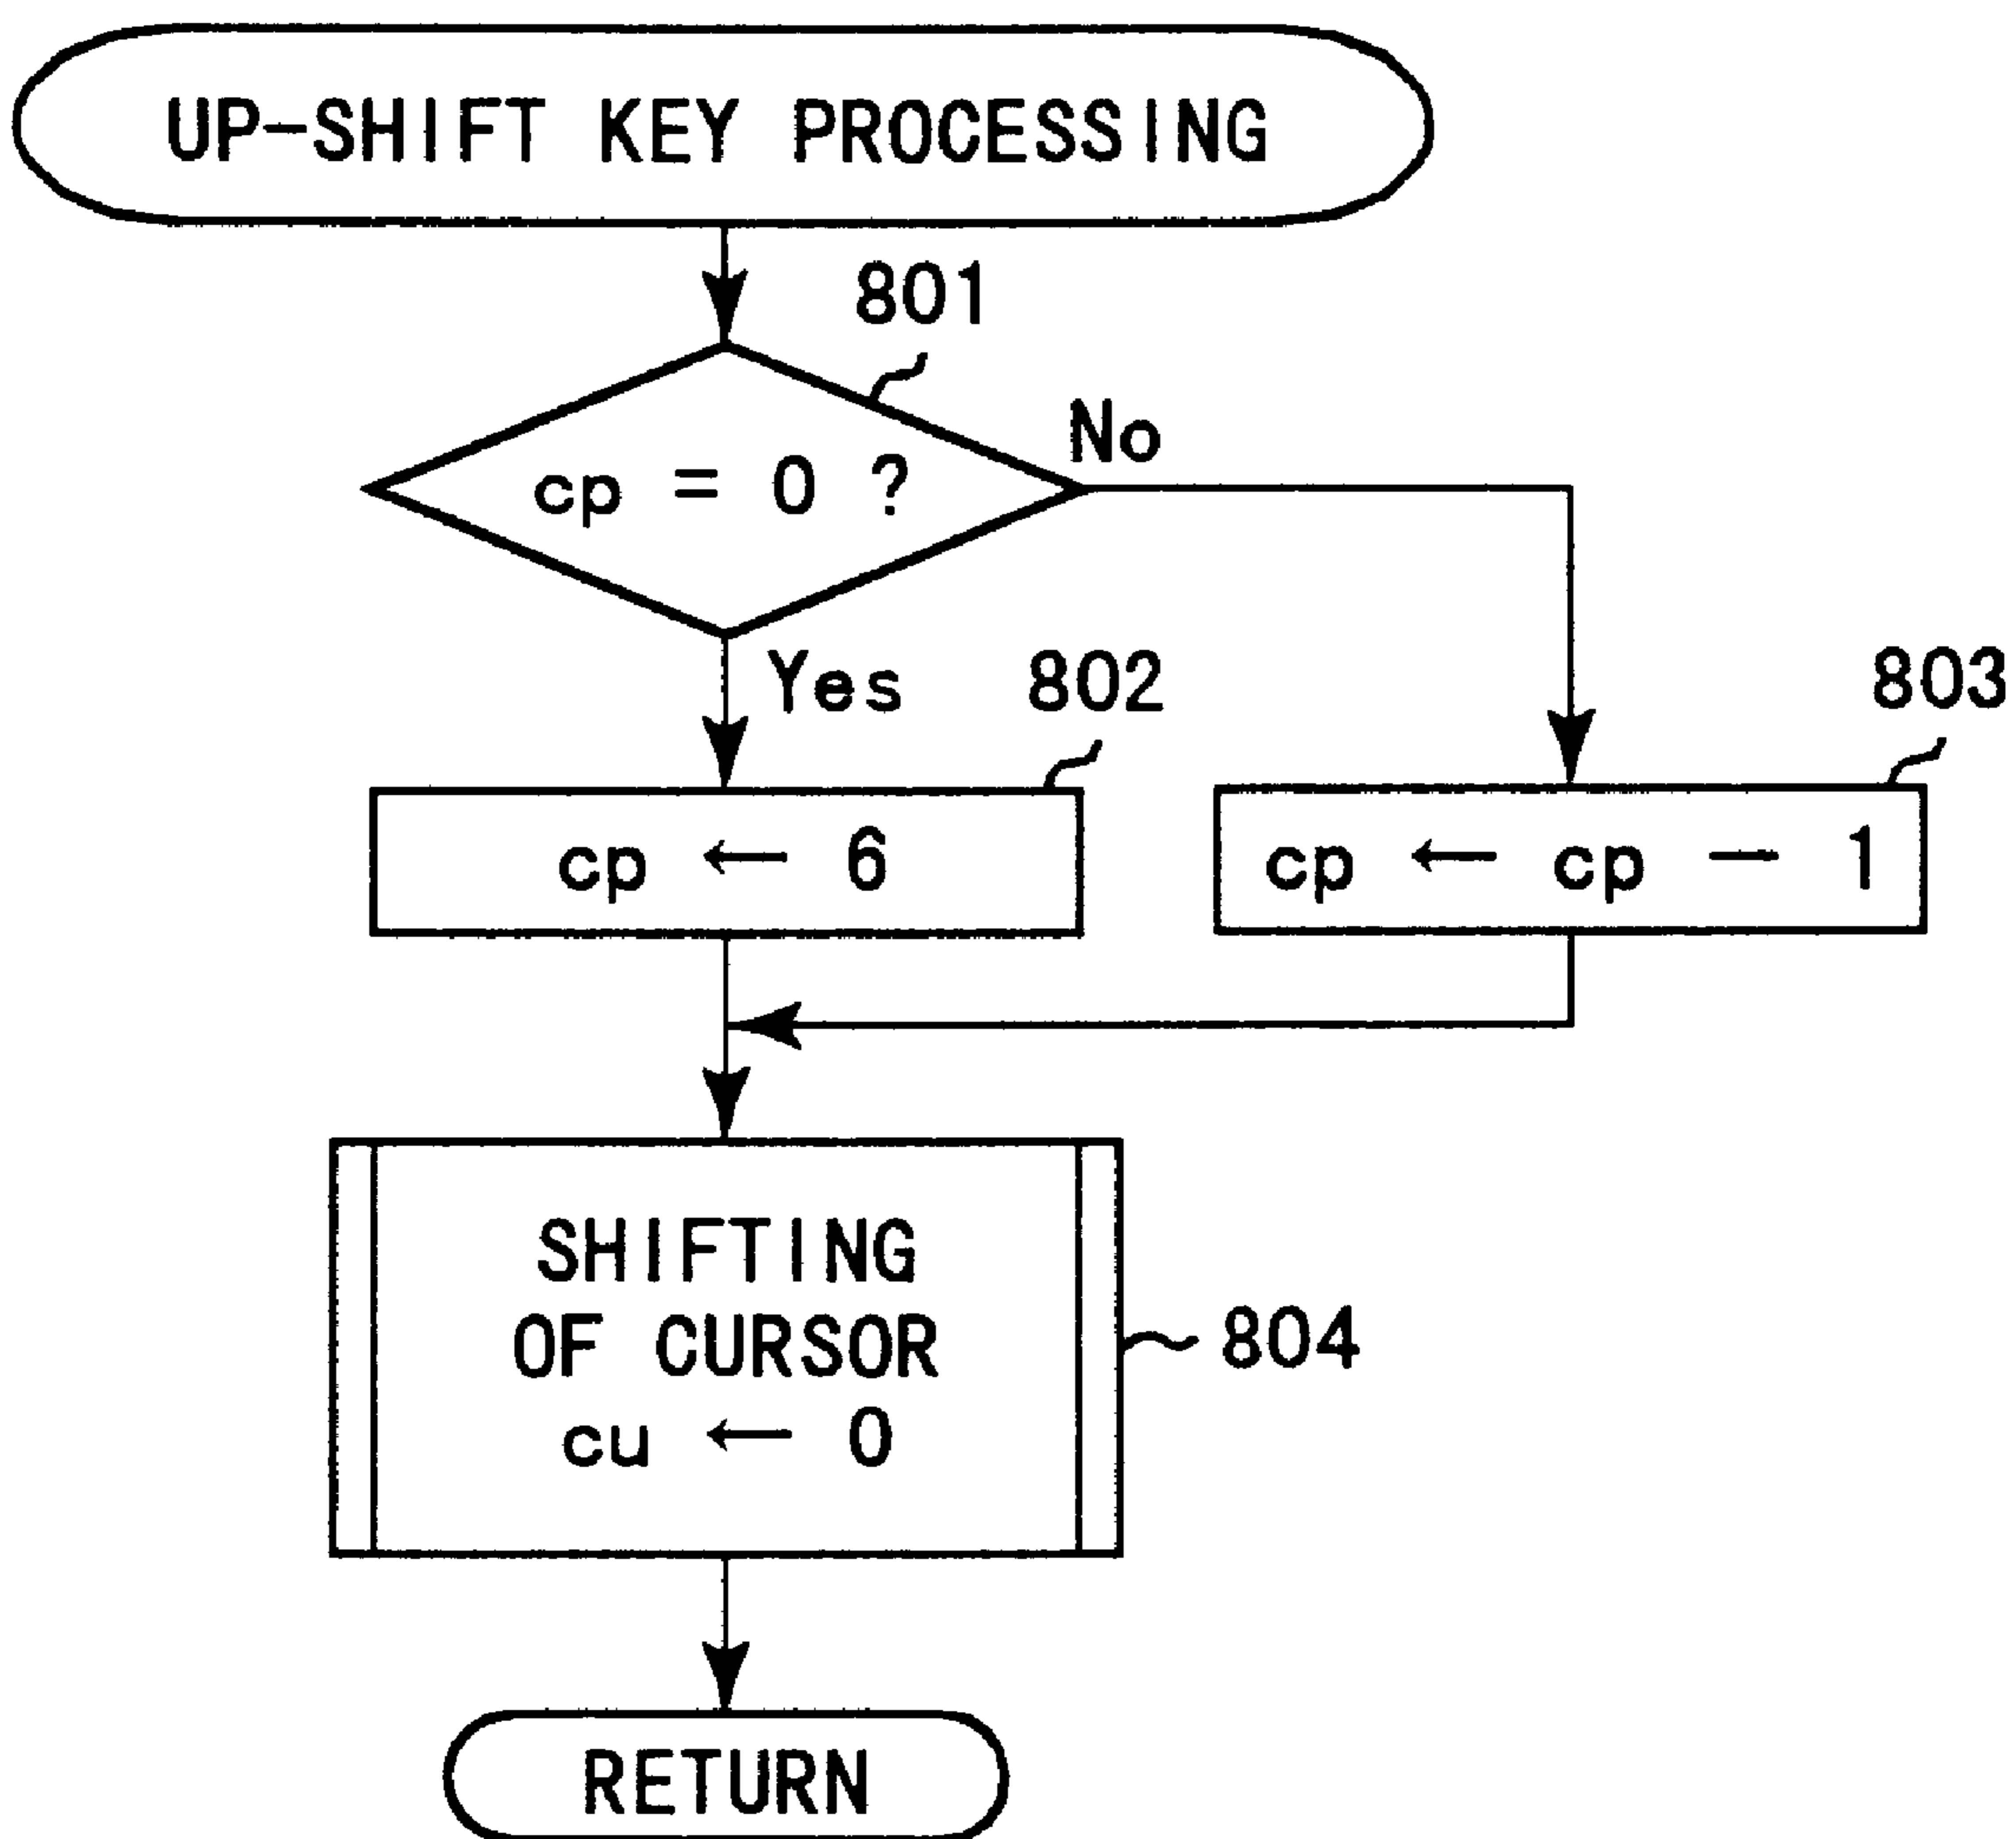 UP-SHIFT KEY PROCESSING
801
cp = 0 ?
No
Yes
802
803
cp ← 6
cp ← cp - 1
SHIFTING
OF CURSOR
cu ← 0
804
RETURN